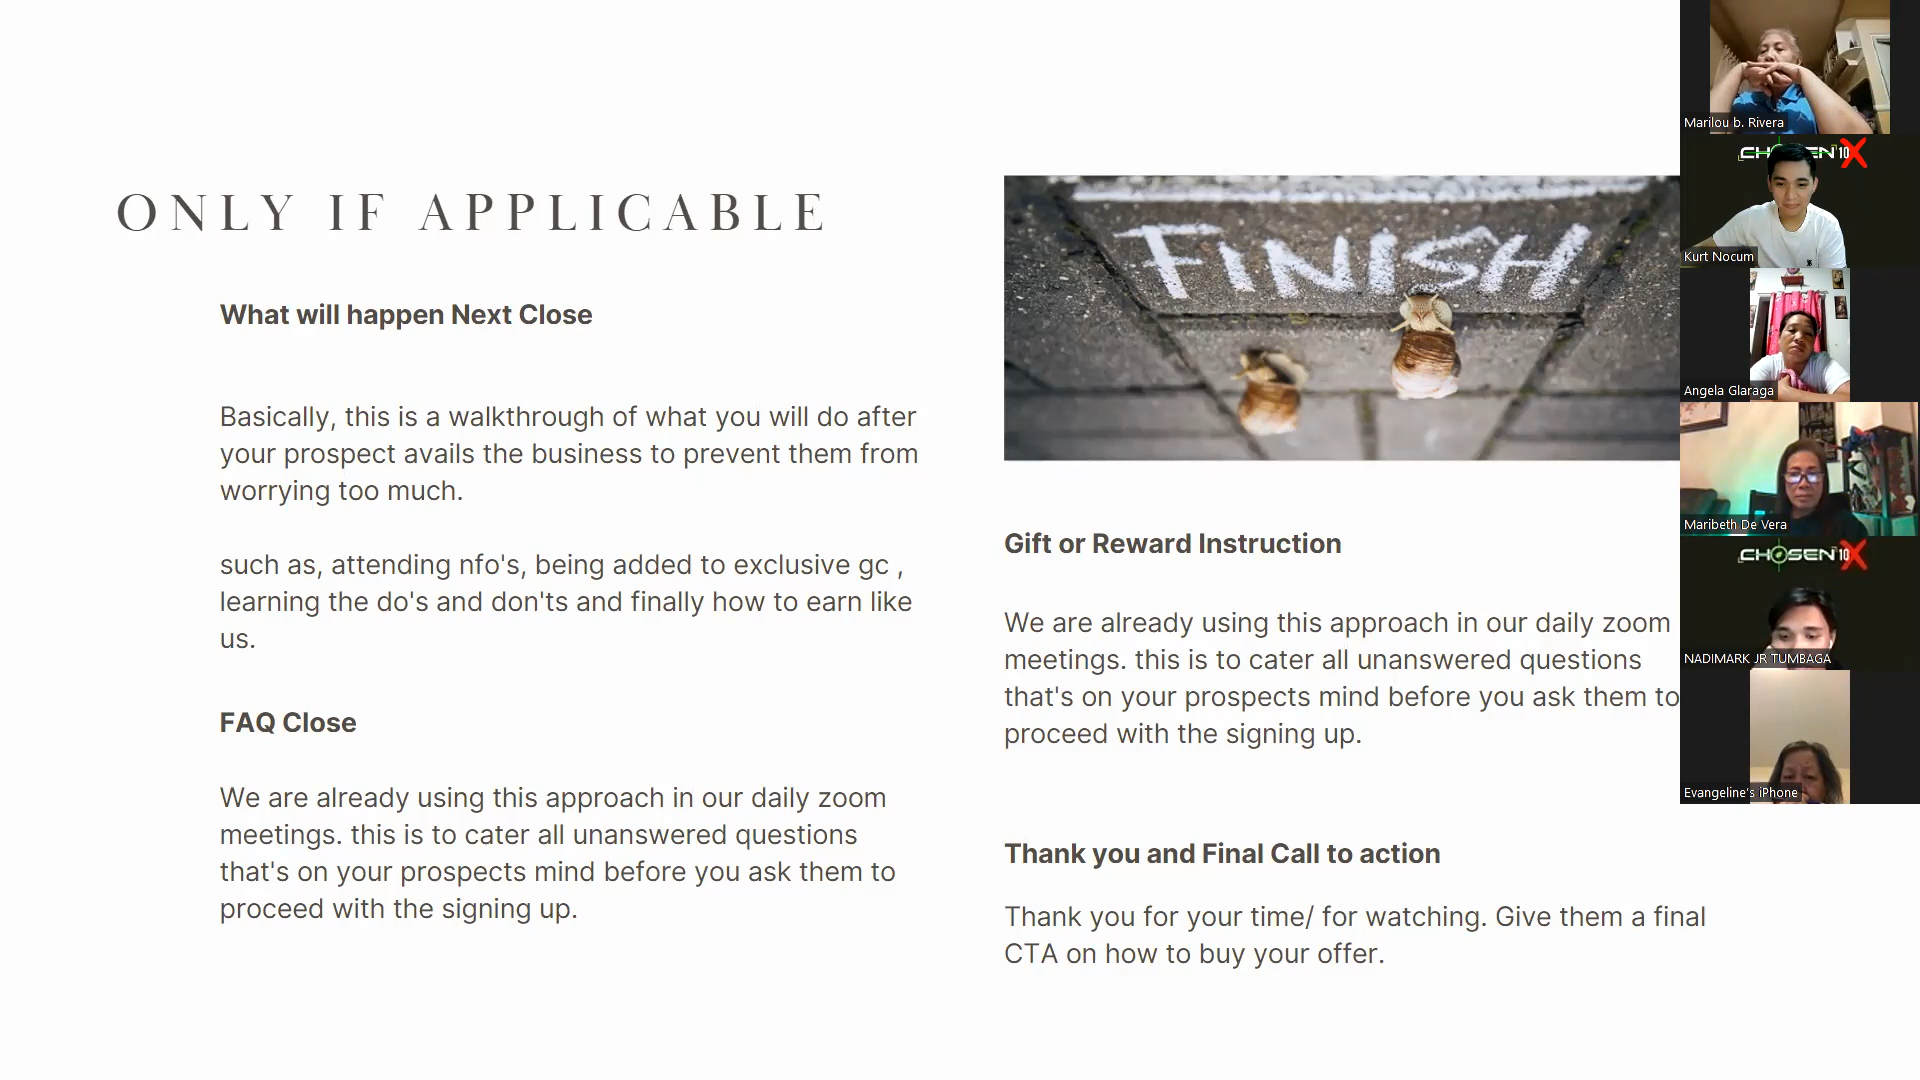 ONLY IF APPLICABLE
What will happen Next Close
Basically, this is a walkthrough of what you will do after
your prospect avails the business to prevent them from
worrying too much.
such as, attending nfo's, being added to exclusive gc ,
learning the do's and don'ts and finally how to earn like
us.
FAQ Close
We are already using this approach in our daily zoom
meetings. this is to cater all unanswered questions
that's on your prospects mind before you ask them to
proceed with the signing up.
FINISH
Gift or Reward Instruction
We are already using this approach in our daily zoom
meetings. this is to cater all unanswered questions
that's on your prospects mind before you ask them to
proceed with the signing up.
Thank you and Final Call to action
Thank you for your time/ for watching. Give them a final
CTA on how to buy your offer.
Marilou b. Rivera
Kurt Nocum
Angela Glaraga
Maribeth De Vera
CHOSEN 10X
NADIMARK JR TUMBAGA
Evangeline's iPhone